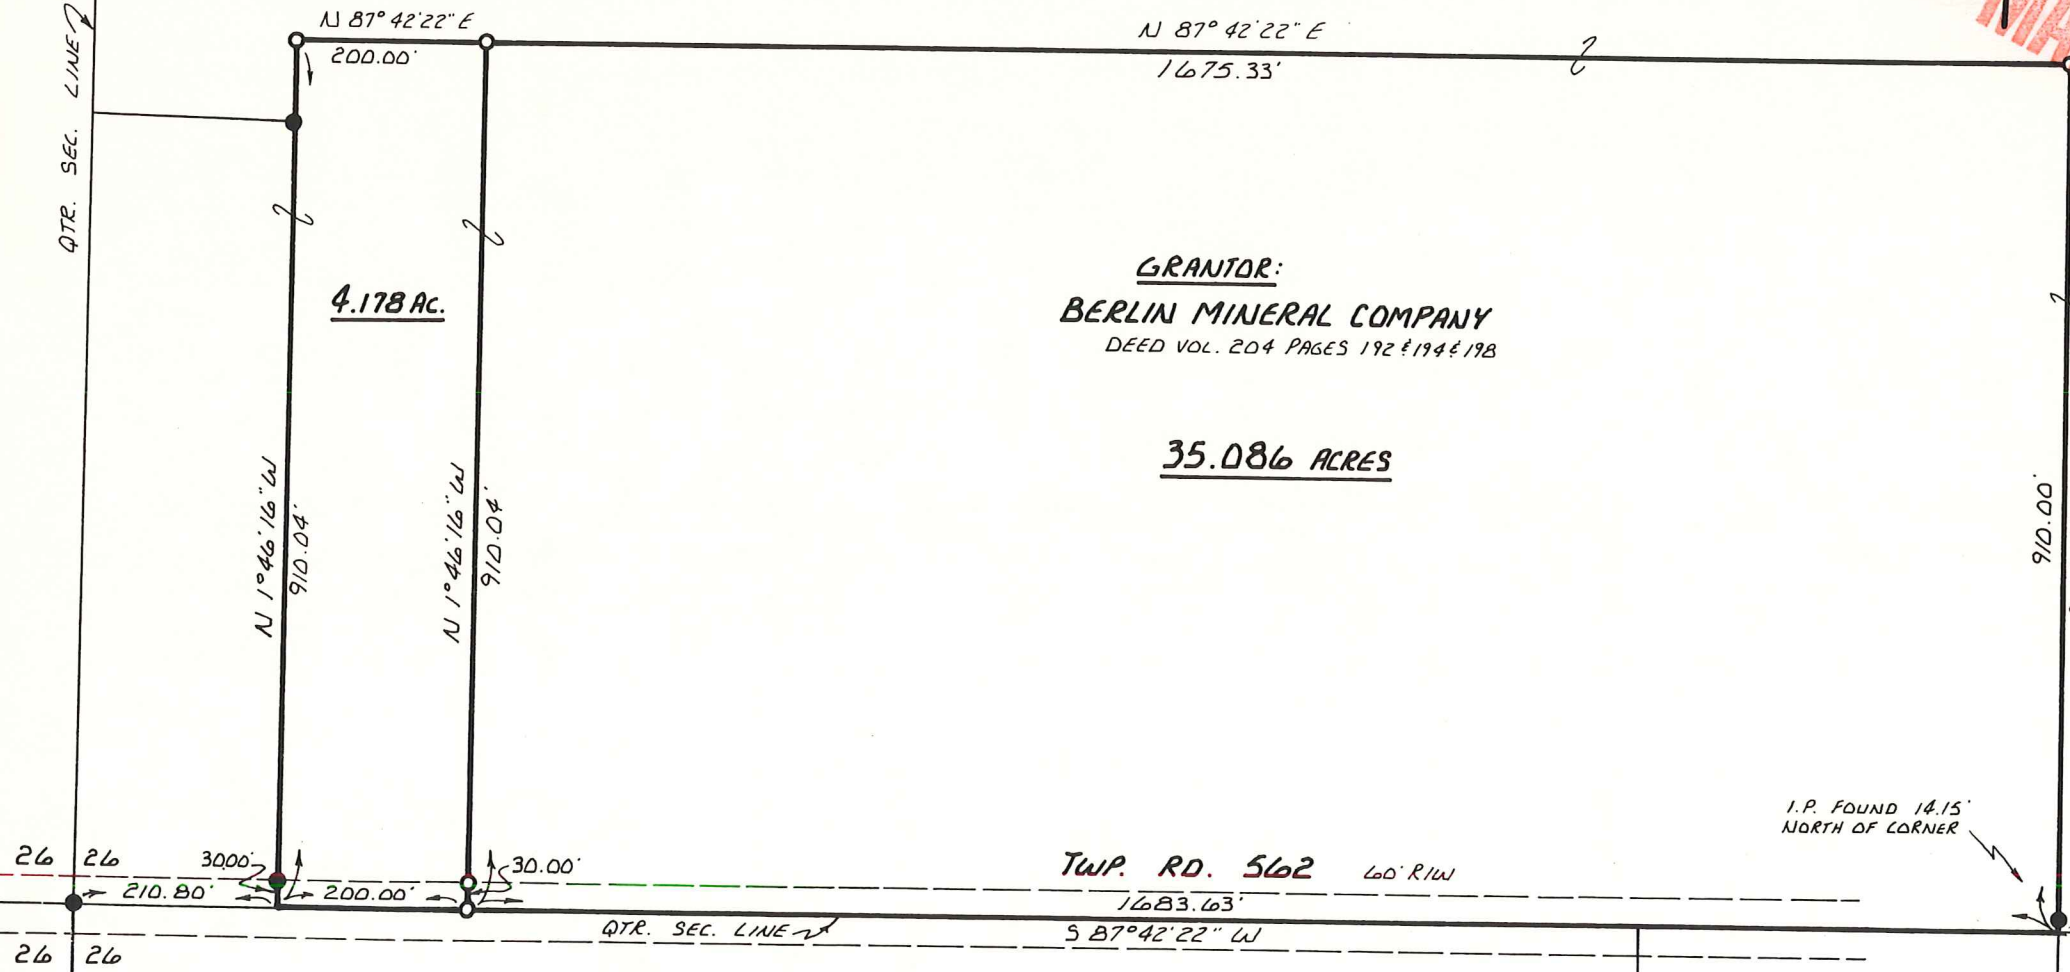 N 87° 42' 22" E
200.00'
N 87° 42' 22" E
1675.33'
MA
QTR. SEC. LINE
4.178 AC.
GRANTOR:
BERLIN MINERAL COMPANY
DEED VOL. 204 PAGES 192 & 194 & 198
35.086 ACRES
N 1° 46' 16" W
910.04'
N 1° 46' 16" W
910.04'
910.00'
I.P. FOUND 14.15'
NORTH OF CORNER
26 26
30.00'
30.00'
TWP. RD. 562 60' R/W
210.80'
200.00'
1683.63'
QTR. SEC. LINE
S 87° 42' 22" W
26 26